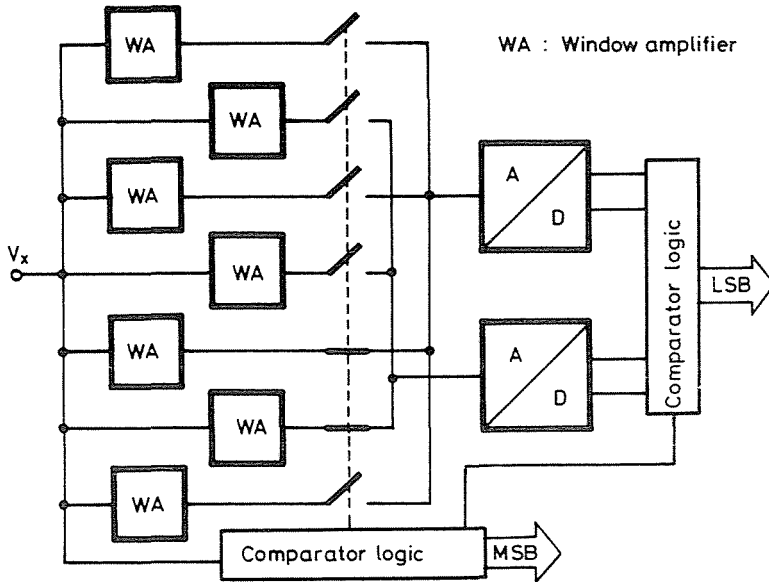 WA
WA : Window amplifier
WA
A
D
WA
Vx
WA
LSB
Comparator logic
WA
A
D
WA
WA
Comparator logic
MSB